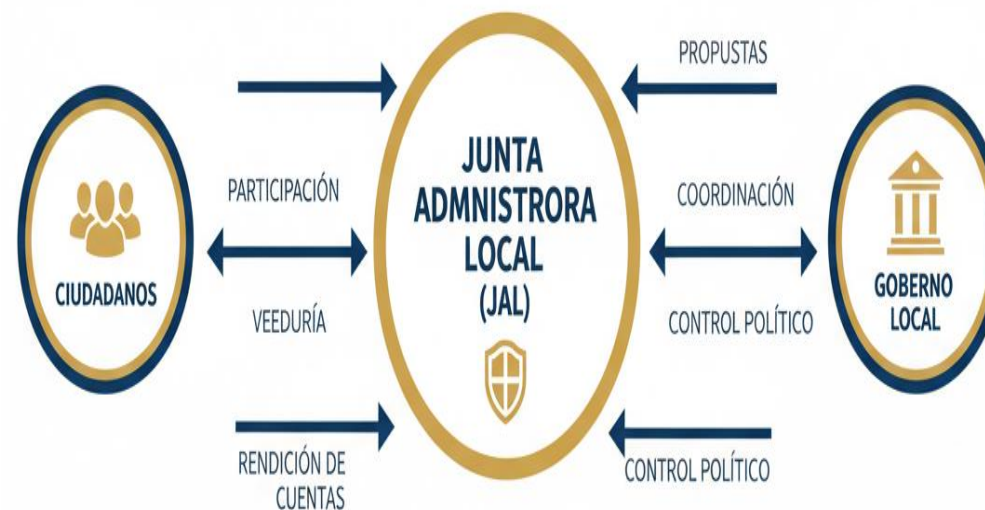 CIUDADANOS
PARTICIPACIÓN
VEEDURÍA
RENDICIÓN DE
CUENTAS
JUNTA
ADMNISTRORA
LOCAL
(JAL)
PROPUSTAS
COORDINACIÓN
CONTROL POLÍTICO
CONTROL POLÍTICO
GOBERNO
LOCAL